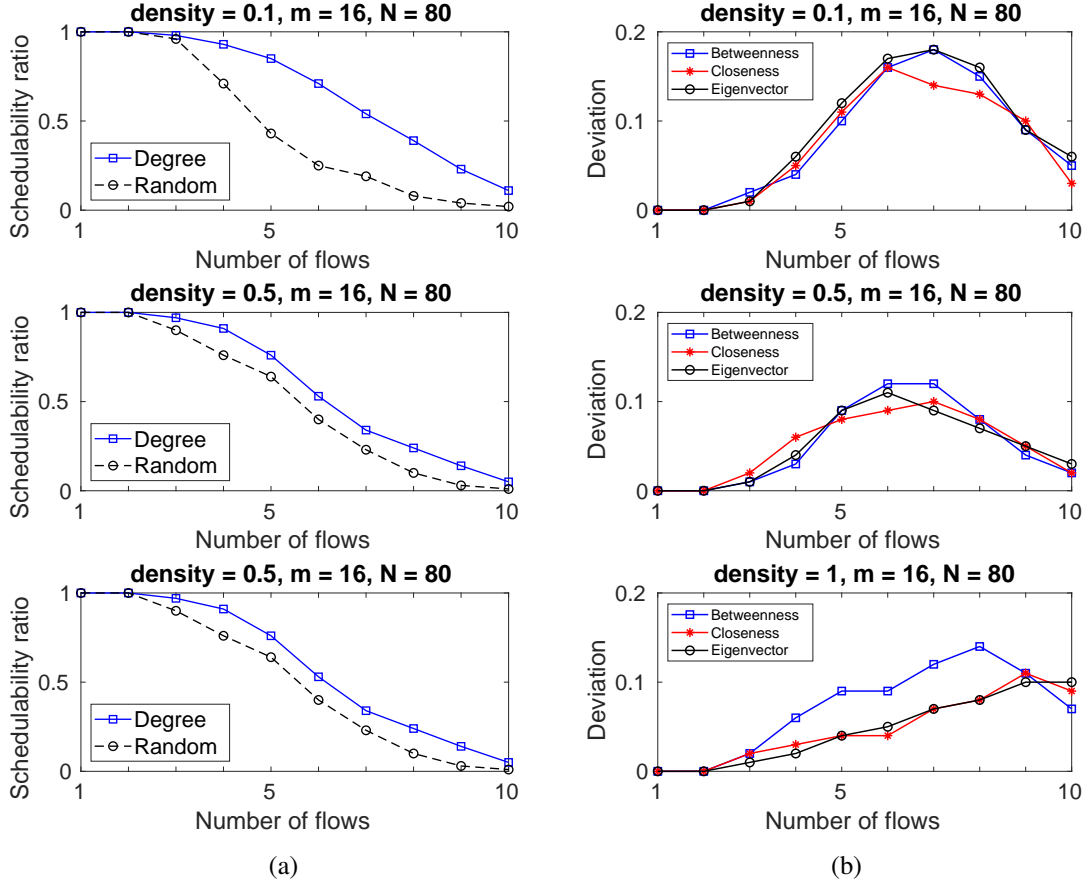 density = 0.1, m = 16, N = 80
Schedulability ratio
1
0.5
0
Degree
Random
1
5
10
Number of flows
density = 0.1, m = 16, N = 80
Deviation
0.2
0.1
0
Betweenness
Closeness
Eigenvector
1
5
10
Number of flows
density = 0.5, m = 16, N = 80
Schedulability ratio
1
0.5
0
Degree
Random
1
5
10
Number of flows
density = 0.5, m = 16, N = 80
Deviation
0.2
0.1
0
Betweenness
Closeness
Eigenvector
1
5
10
Number of flows
density = 0.5, m = 16, N = 80
Schedulability ratio
1
0.5
0
Degree
Random
1
5
10
Number of flows
density = 1, m = 16, N = 80
Deviation
0.2
0.1
0
Betweenness
Closeness
Eigenvector
1
5
10
Number of flows
(a)
(b)